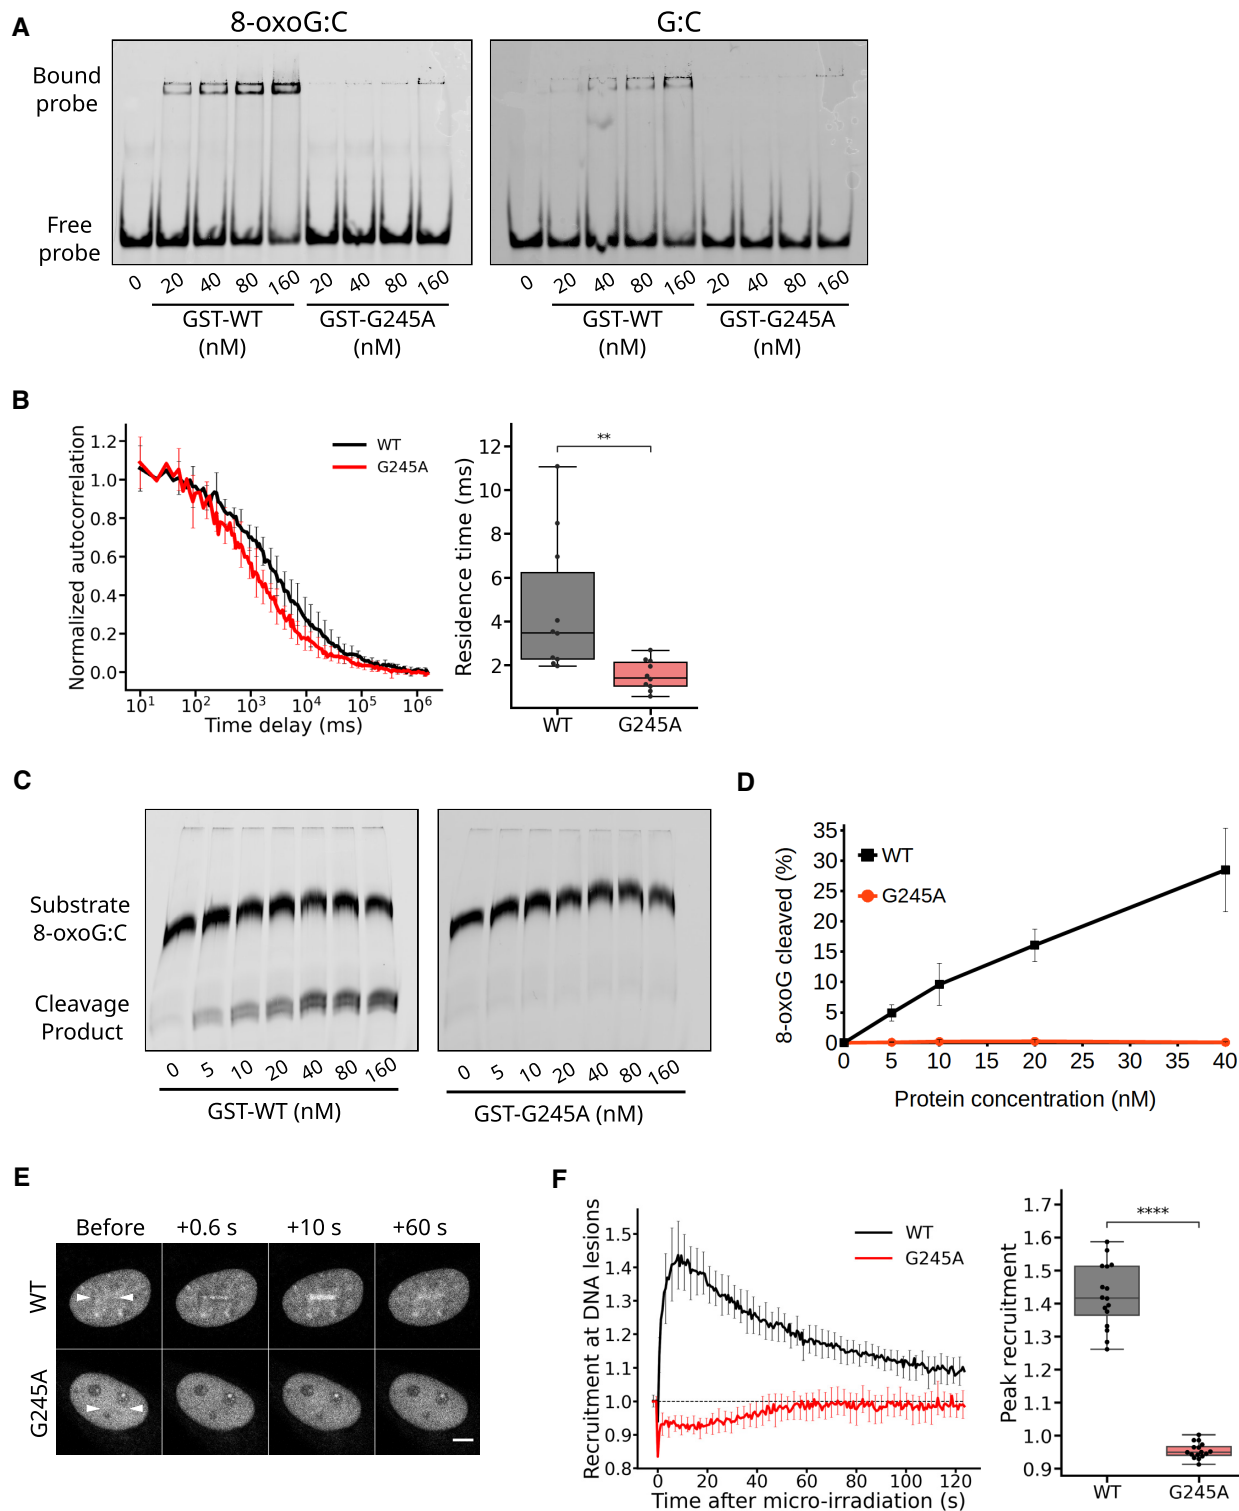 A
8-oxoG:C
G:C
Bound
probe
Free
probe
0 20 40 80 160 20 40 80 160
0 20 40 80 160 20 40 80 160
GST-WT
(nM)
GST-G245A
(nM)
GST-WT
(nM)
GST-G245A
(nM)
B
Normalized autocorrelation
1.2
1.0
0.8
0.6
0.4
0.2
0.0
WT
G245A
10¹ 10² 10³ 10⁴ 10⁵ 10⁶
Time delay (ms)
Residence time (ms)
12
10
8
6
4
2
**
WT G245A
C
Substrate
8-oxoG:C
Cleavage
Product
0 5 10 20 40 80 160
GST-WT (nM)
0 5 10 20 40 80 160
GST-G245A (nM)
D
8-oxoG cleaved (%)
35
30
25
20
15
10
5
0
WT
G245A
0 5 10 15 20 25 30 35 40
Protein concentration (nM)
E
Before +0.6 s +10 s +60 s
WT
G245A
F
Recruitment at DNA lesions
1.5
1.4
1.3
1.2
1.1
1.0
0.9
0.8
WT
G245A
0 20 40 60 80 100 120
Time after micro-irradiation (s)
Peak recruitment
1.7
1.6
1.5
1.4
1.3
1.2
1.1
1.0
0.9
****
WT G245A